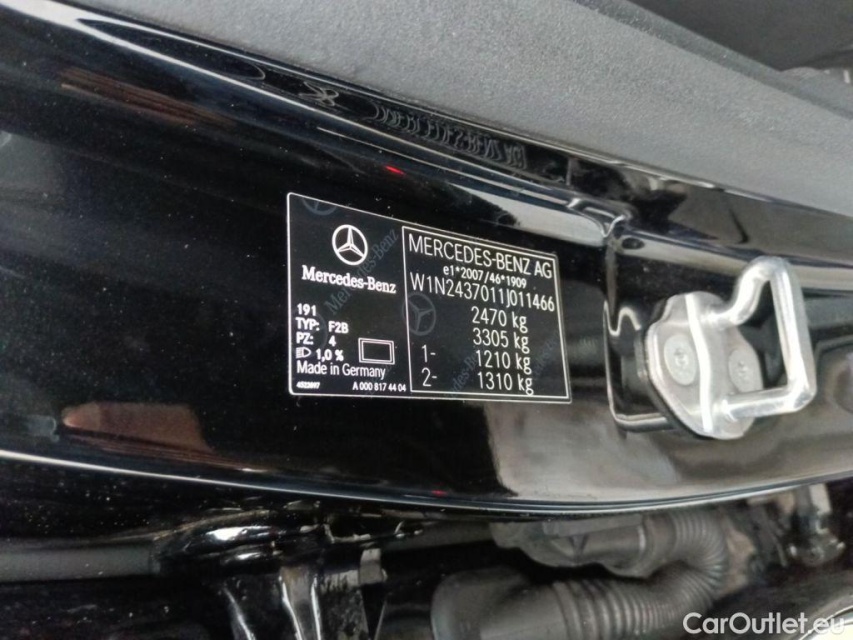 Mercedes-Benz
191
TYP: F2B
PZ: 4
1,0 %
Made in Germany
A 000 817 44 04
MERCEDES-BENZ AG
e1*2007/46*1909
W1N2437011J011466
2470 kg
3305 kg
1- 1210 kg
2- 1310 kg
CarOutlet.eu